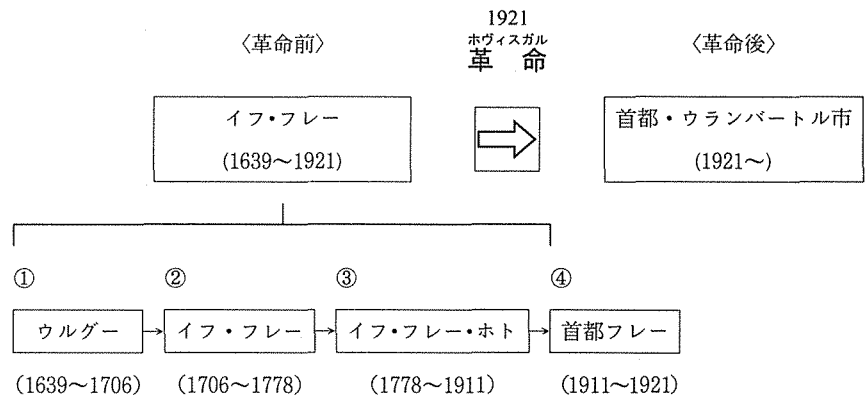 1921
〈革命前〉 ホヴィスガル 〈革命後〉
革命
イフ・フレー 首都・ウランバートル市
(1639～1921) (1921～)
① ② ③ ④
ウルグー イフ・フレー イフ・フレー・ホト 首都フレー
(1639～1706) (1706～1778) (1778～1911) (1911～1921)